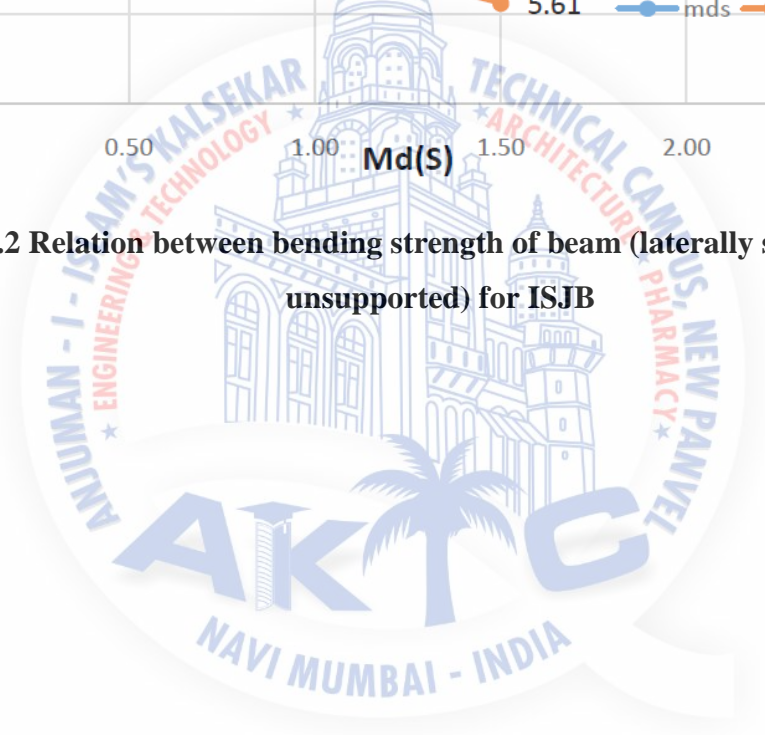 5.61 mds
0.50 1.00 1.50 2.00
Md(S)
.2 Relation between bending strength of beam (laterally s
unsupported) for ISJB
ANJUMAN - I - ISLAM'S KALSEKAR TECHNICAL CAMPUS, NEW PANVEL
★ ENGINEERING & TECHNOLOGY ★ ★ ARCHITECTURE ★ PHARMACY ★
AKTC
NAVI MUMBAI - INDIA